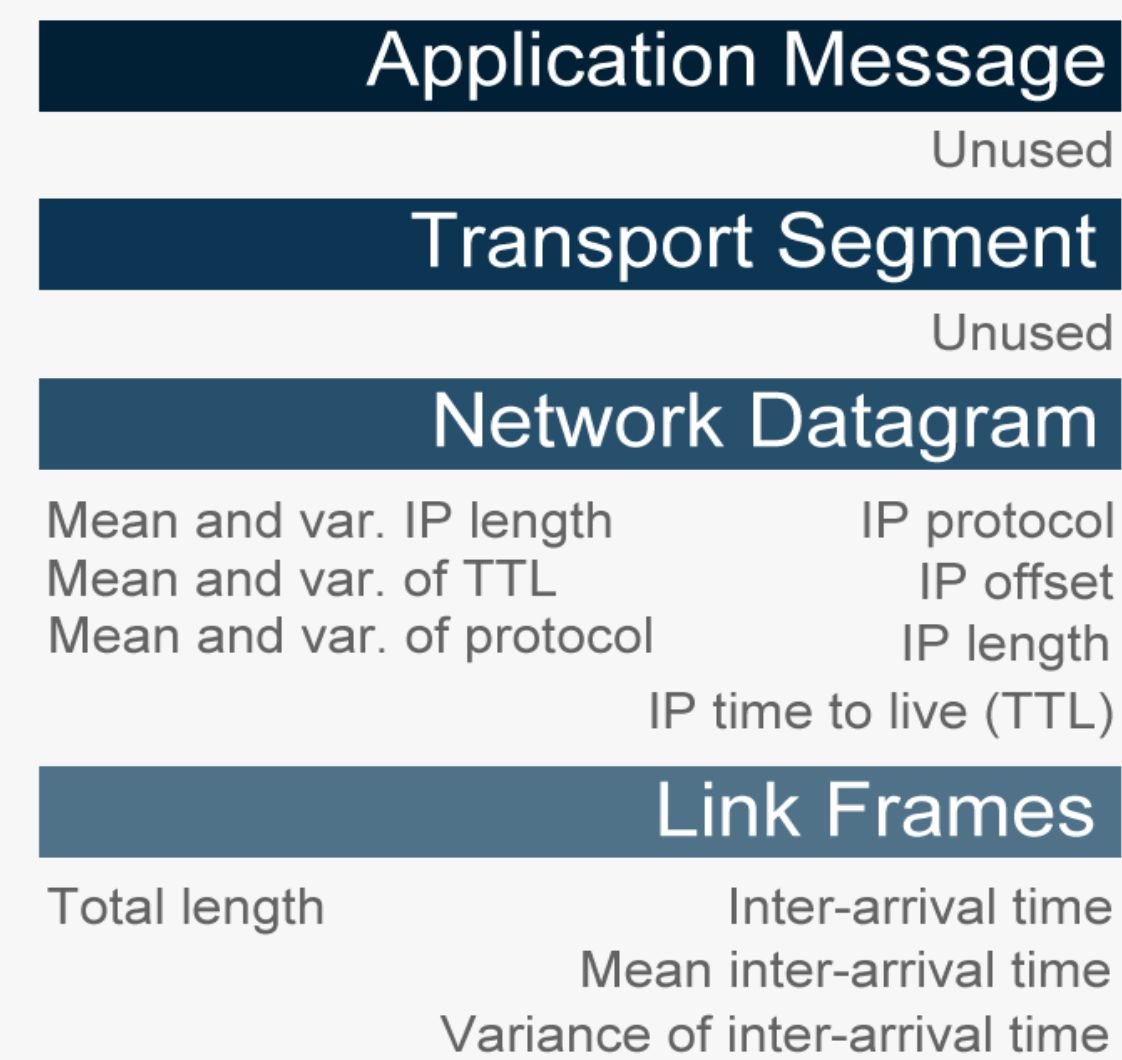 Application Message
Unused
Transport Segment
Unused
Network Datagram
Mean and var. IP length
IP protocol
Mean and var. of TTL
IP offset
Mean and var. of protocol
IP length
IP time to live (TTL)
Link Frames
Total length
Inter-arrival time
Mean inter-arrival time
Variance of inter-arrival time